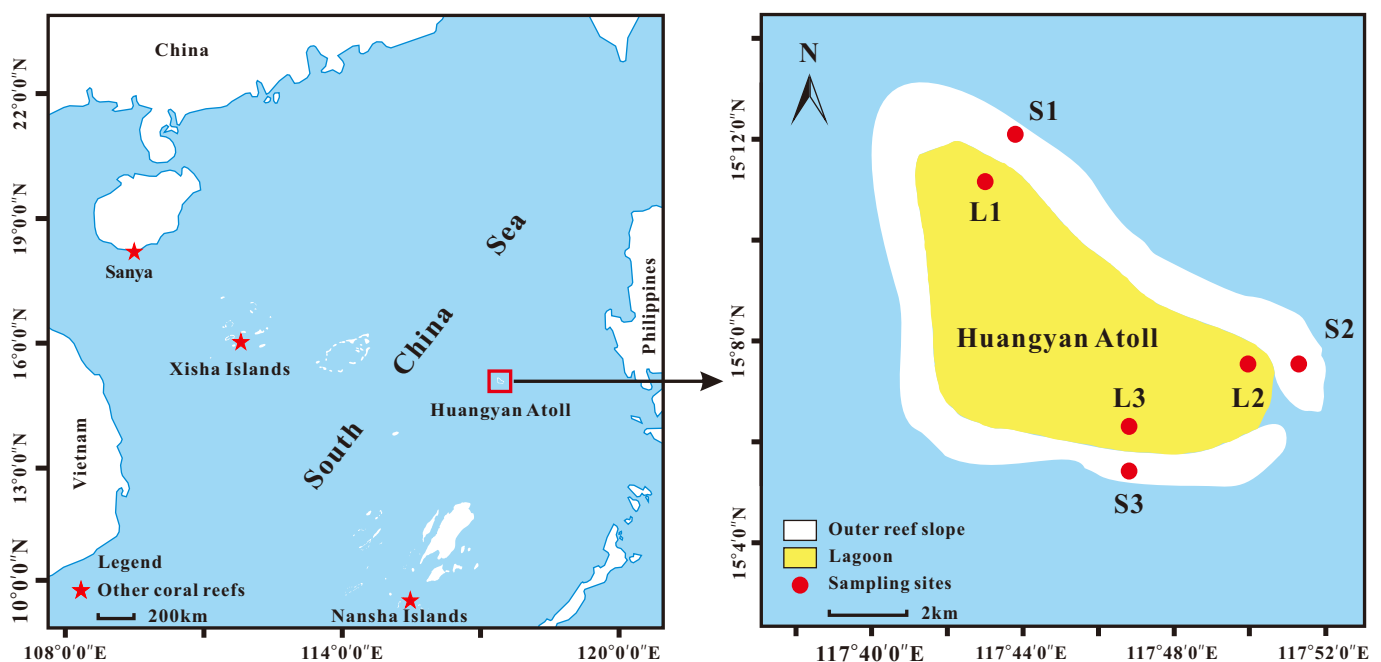 China
22°0'0"N
19°0'0"N
16°0'0"N
13°0'0"N
10°0'0"N
Sanya
Xisha Islands
South China Sea
Philippines
Huangyan Atoll
Vietnam
Legend
Other coral reefs
200km
Nansha Islands
108°0'0"E
114°0'0"E
120°0'0"E
N
15°12'0"N
15°8'0"N
15°4'0"N
S1
L1
Huangyan Atoll
S2
L3
L2
S3
Outer reef slope
Lagoon
Sampling sites
2km
117°40'0"E
117°44'0"E
117°48'0"E
117°52'0"E